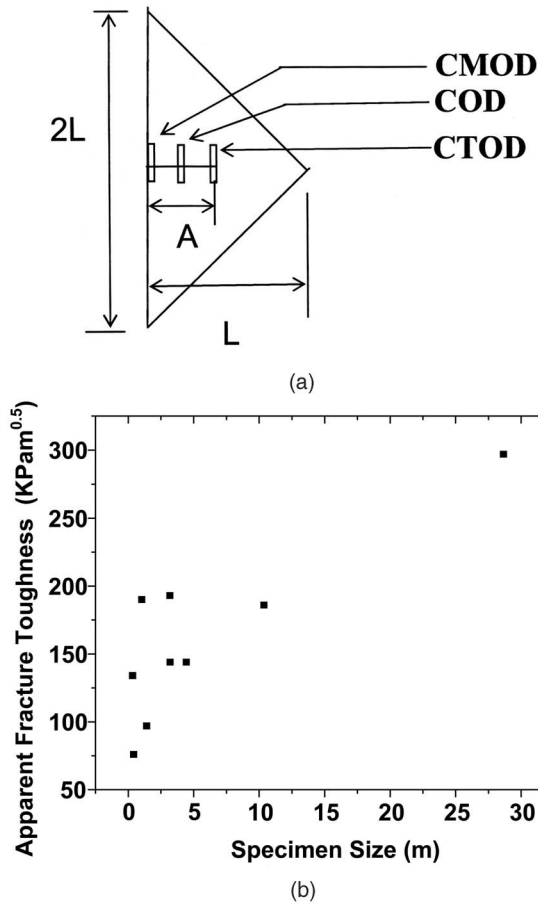 CMOD
COD
CTOD
2L
A
L
(a)
Apparent Fracture Toughness (KPam^0.5)
300
250
200
150
100
50
0 5 10 15 20 25 30
Specimen Size (m)
(b)